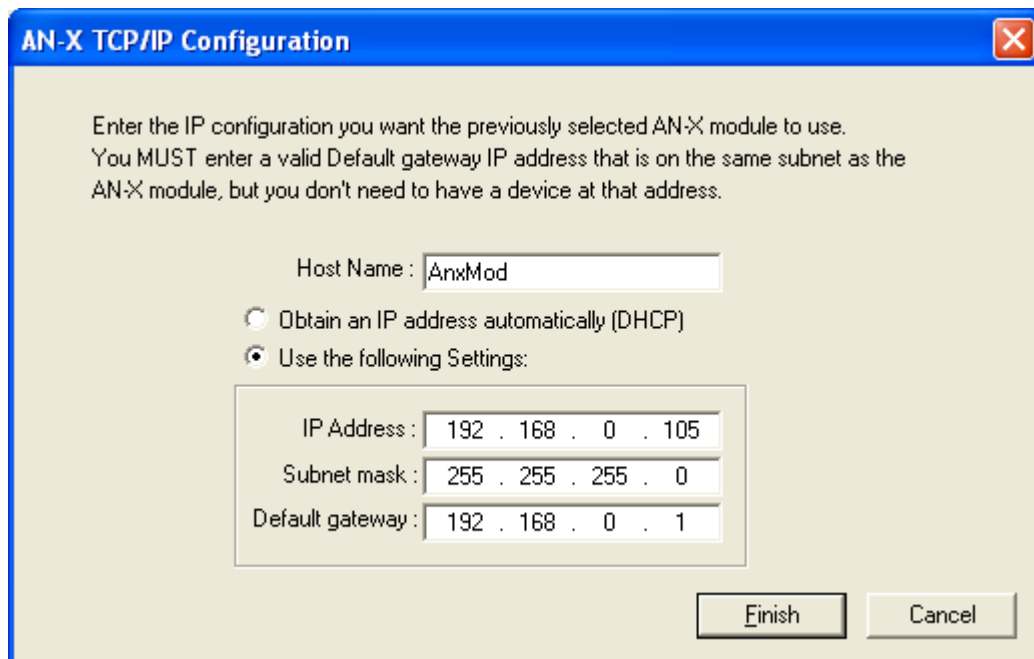 AN-X TCP/IP Configuration
Enter the IP configuration you want the previously selected AN-X module to use.
You MUST enter a valid Default gateway IP address that is on the same subnet as the
AN-X module, but you don't need to have a device at that address.
Host Name : AnxMod
Obtain an IP address automatically (DHCP)
Use the following Settings:
IP Address : 192 . 168 . 0 . 105
Subnet mask : 255 . 255 . 255 . 0
Default gateway : 192 . 168 . 0 . 1
Finish Cancel